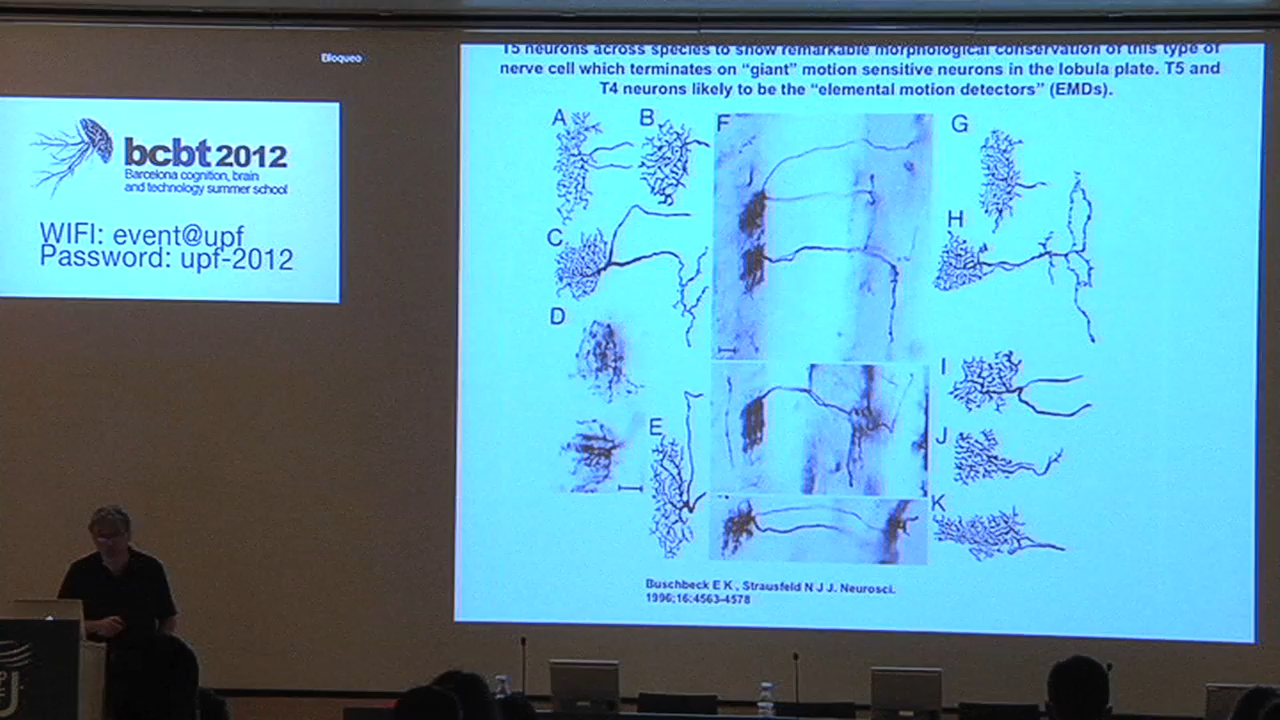 Bloqueo
bcbt 2012
Barcelona cognition, brain
and technology summer school
WIFI: event@upf
Password: upf-2012
T5 neurons across species to show remarkable morphological conservation of this type of
nerve cell which terminates on “giant” motion sensitive neurons in the lobula plate. T5 and
T4 neurons likely to be the “elemental motion detectors” (EMDs).
A
B
F
G
C
H
D
I
E
J
K
Buschbeck E K , Strausfeld N J J. Neurosci.
1996;16:4563-4578